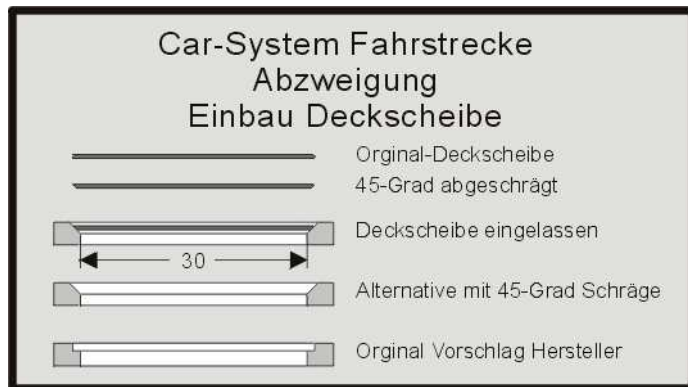 Car-System Fahrstrecke
Abzweigung
Einbau Deckscheibe
Orginal-Deckscheibe
45-Grad abgeschrägt
Deckscheibe eingelassen
30
Alternative mit 45-Grad Schräge
Orginal Vorschlag Hersteller